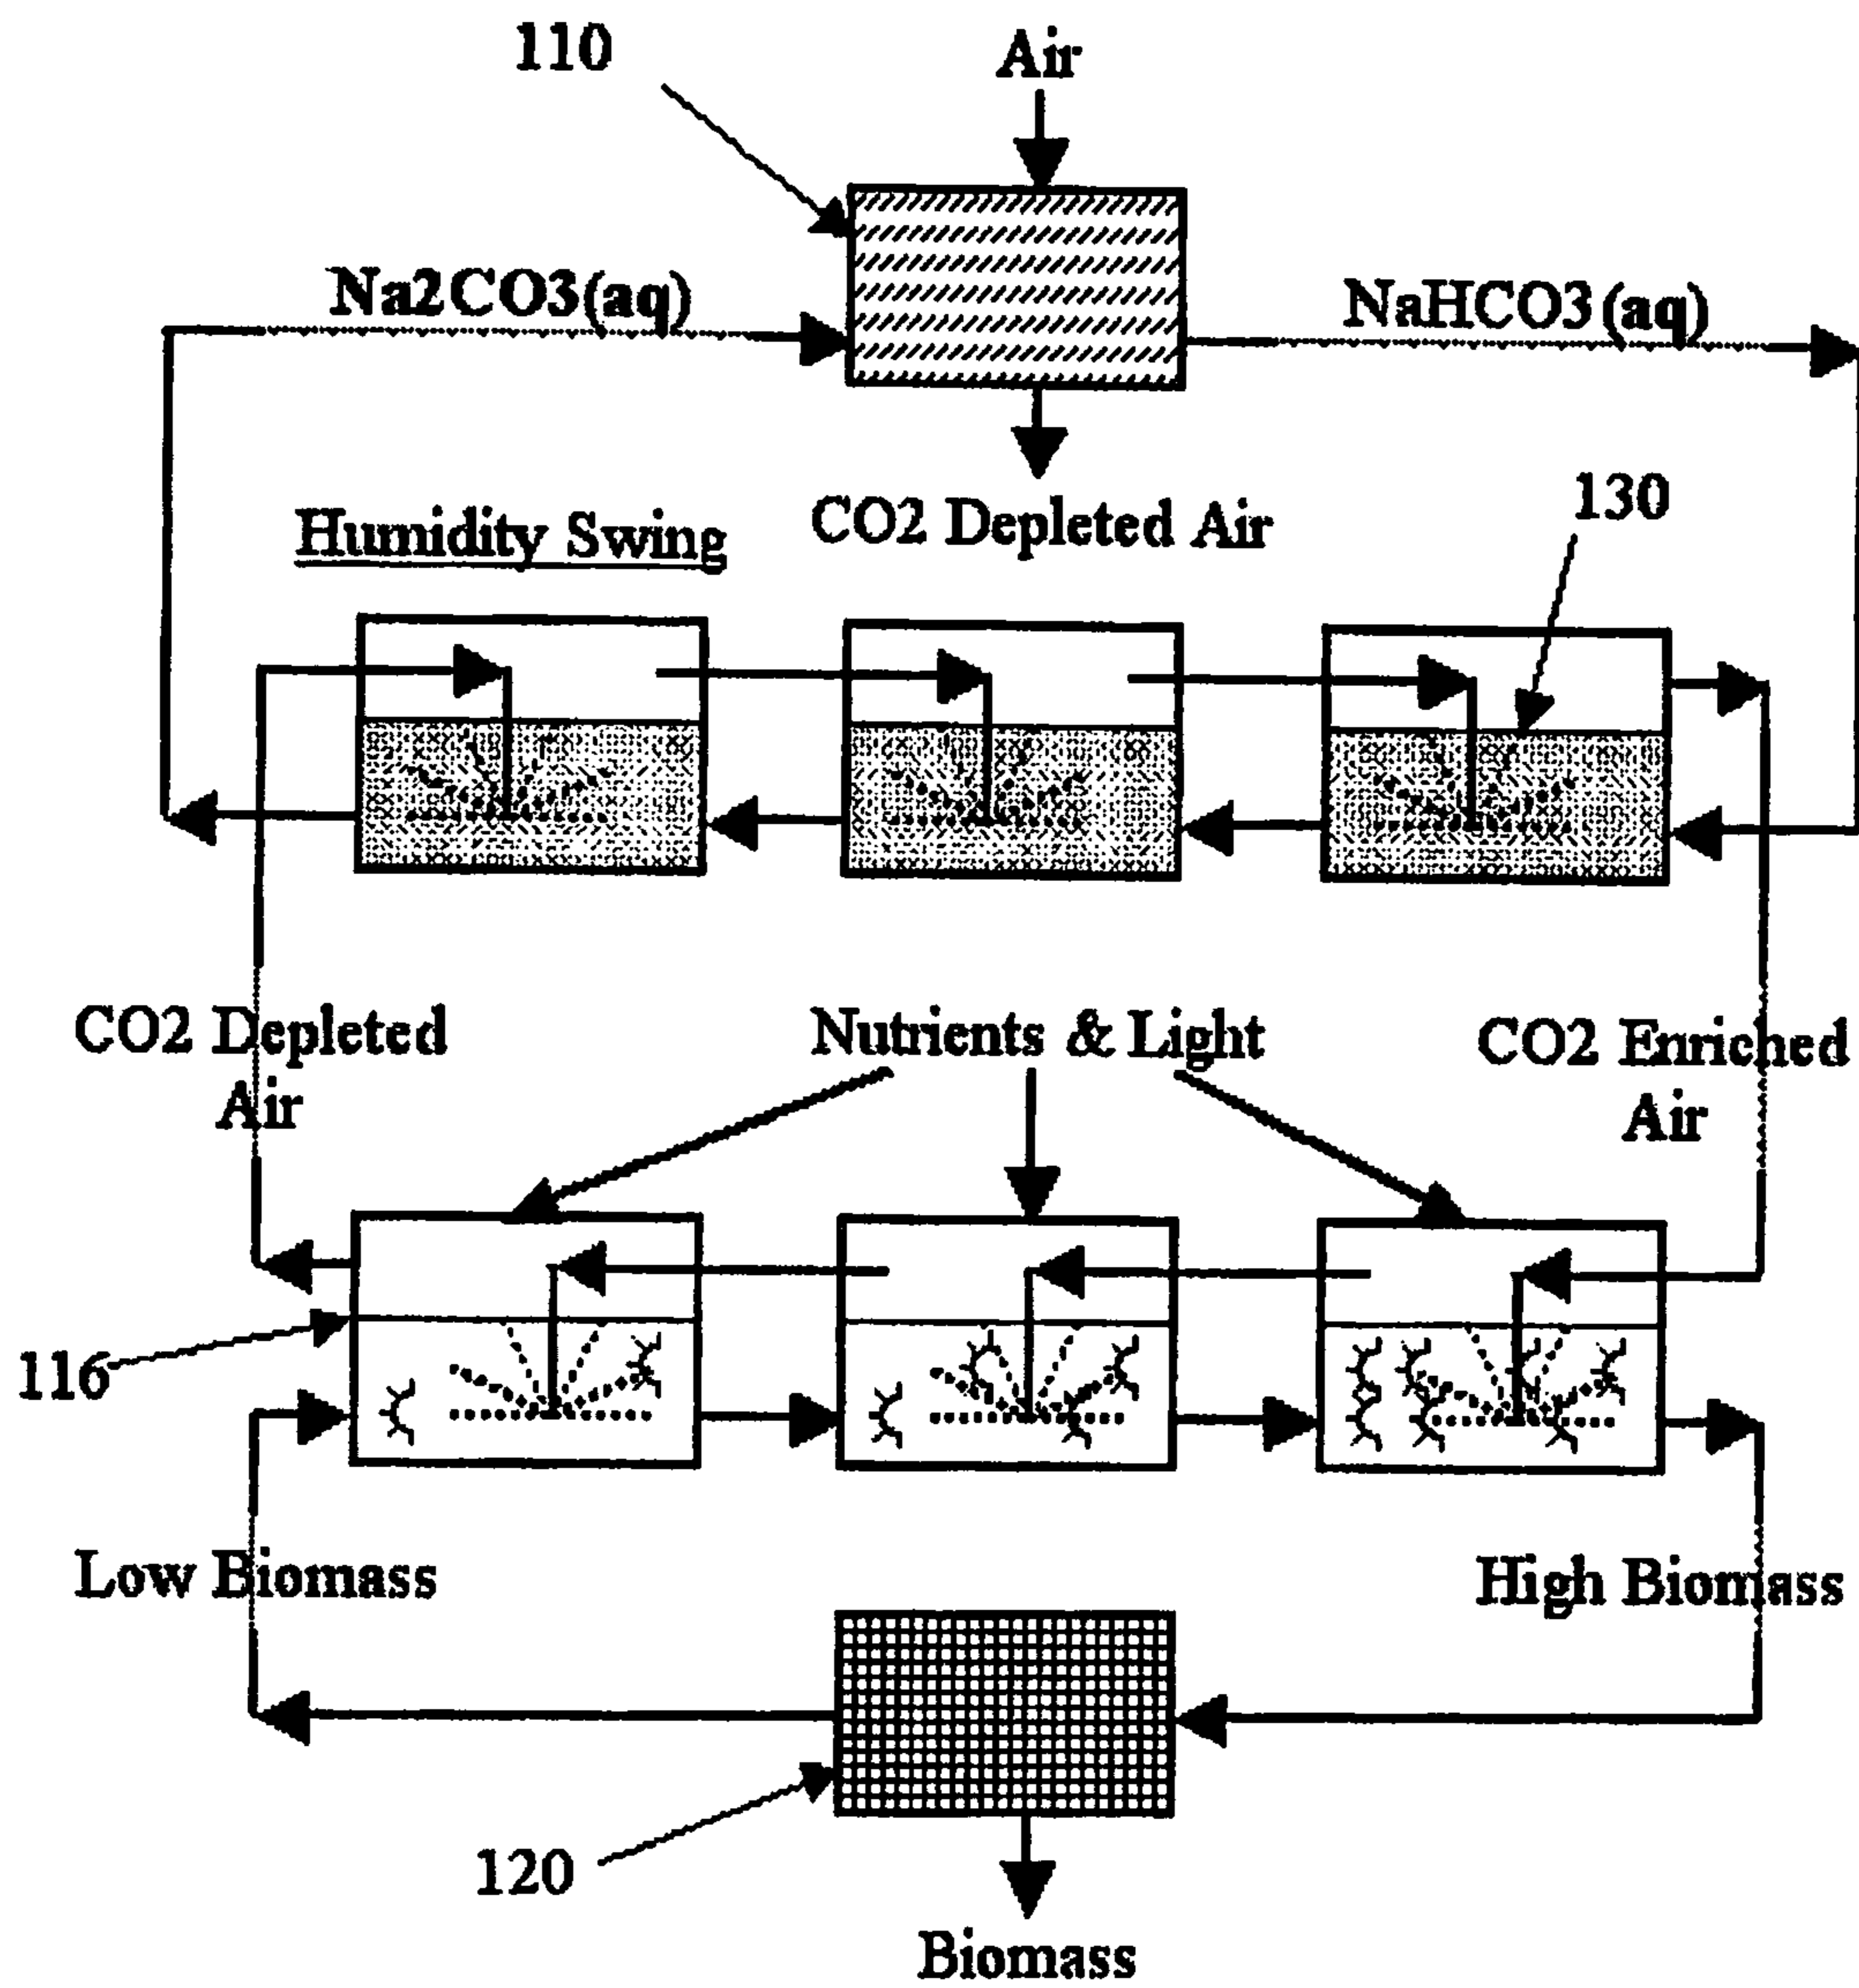 110
Air
Na2CO3(aq)
NaHCO3(aq)
CO2 Depleted Air
130
Humidity Swing
CO2 Depleted
Air
Nutrients & Light
CO2 Enriched
Air
116
Low Biomass
High Biomass
120
Biomass